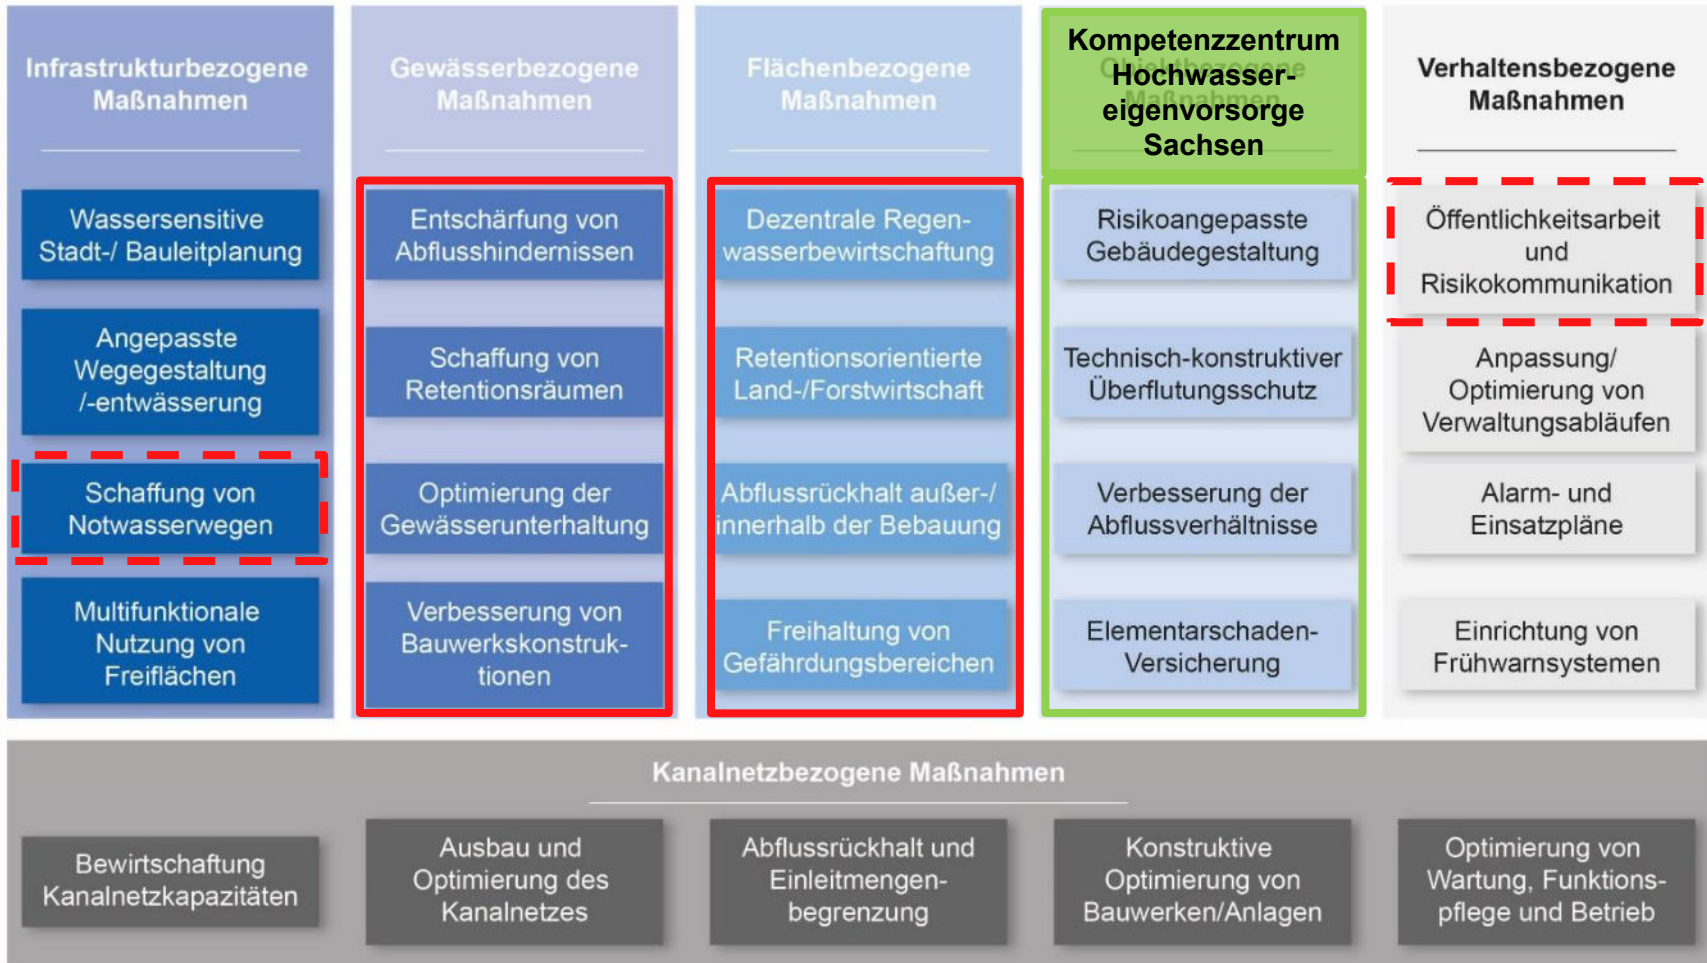 Infrastrukturbezogene
Maßnahmen
Wassersensitive
Stadt-/ Bauleitplanung
Angepasste
Wegegestaltung
/-entwässerung
Schaffung von
Notwasserwegen
Multifunktionale
Nutzung von
Freiflächen
Gewässerbezogene
Maßnahmen
Entschärfung von
Abflusshindernissen
Schaffung von
Retentionsräumen
Optimierung der
Gewässerunterhaltung
Verbesserung von
Bauwerkskonstruk-
tionen
Flächenbezogene
Maßnahmen
Dezentrale Regen-
wasserbewirtschaftung
Retentionsorientierte
Land-/Forstwirtschaft
Abflussrückhalt außer-/
innerhalb der Bebauung
Freihaltung von
Gefährdungsbereichen
Kompetenzzentrum
Hochwasser-
eigenvorsorge
Sachsen
Objektbezogene
Maßnahmen
Risikoangepasste
Gebäudegestaltung
Technisch-konstruktiver
Überflutungsschutz
Verbesserung der
Abflussverhältnisse
Elementarschaden-
Versicherung
Verhaltensbezogene
Maßnahmen
Öffentlichkeitsarbeit
und
Risikokommunikation
Anpassung/
Optimierung von
Verwaltungsabläufen
Alarm- und
Einsatzpläne
Einrichtung von
Frühwarnsystemen
Kanalnetzbezogene Maßnahmen
Bewirtschaftung
Kanalnetzkapazitäten
Ausbau und
Optimierung des
Kanalnetzes
Abflussrückhalt und
Einleitmengen-
begrenzung
Konstruktive
Optimierung von
Bauwerken/Anlagen
Optimierung von
Wartung, Funktions-
pflege und Betrieb